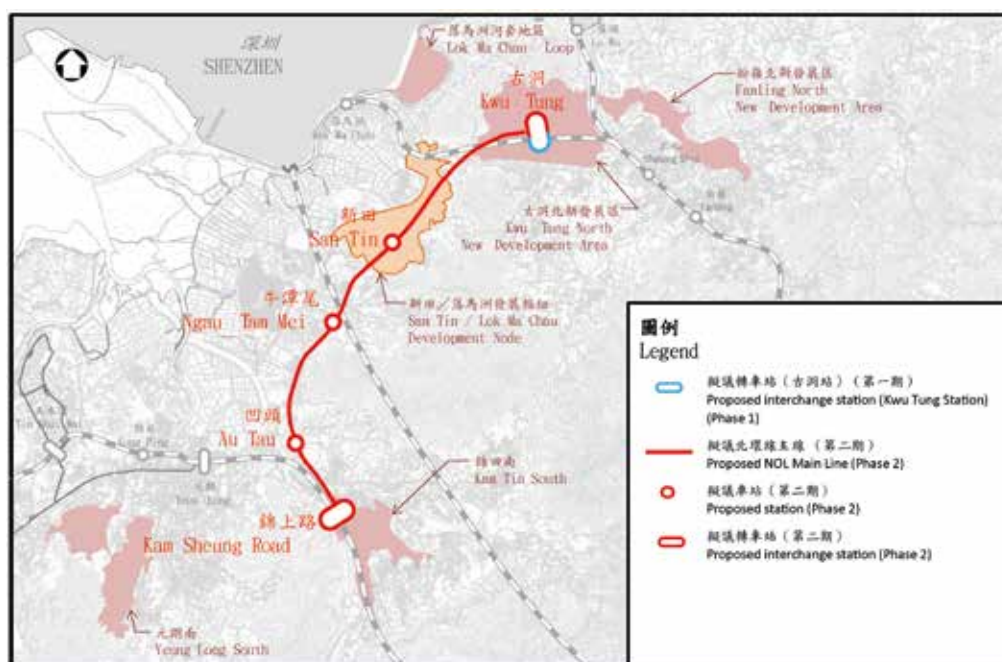 深圳
SHENZHEN
落馬洲河套地區
Lok Ma Chau Loop
古洞
Kwu Tung
粉嶺北新發展區
Fanling North
New Development Area
新田
San Tin
古洞北新發展區
Kwu Tung North
New Development Area
牛潭尾
Ngau Tam Mei
新田／落馬洲發展樞紐
San Tin / Lok Ma Chau
Development Node
凹頭
Au Tau
錦田南
Kam Tin South
錦上路
Kam Sheung Road
元朗南
Yuen Long South
圖例
Legend
擬議轉車站（古洞站）（第一期）
Proposed interchange station (Kwu Tung Station)
(Phase 1)
擬議北環線主線（第二期）
Proposed NOL Main Line (Phase 2)
擬議車站（第二期）
Proposed station (Phase 2)
擬議轉車站（第二期）
Proposed interchange station (Phase 2)